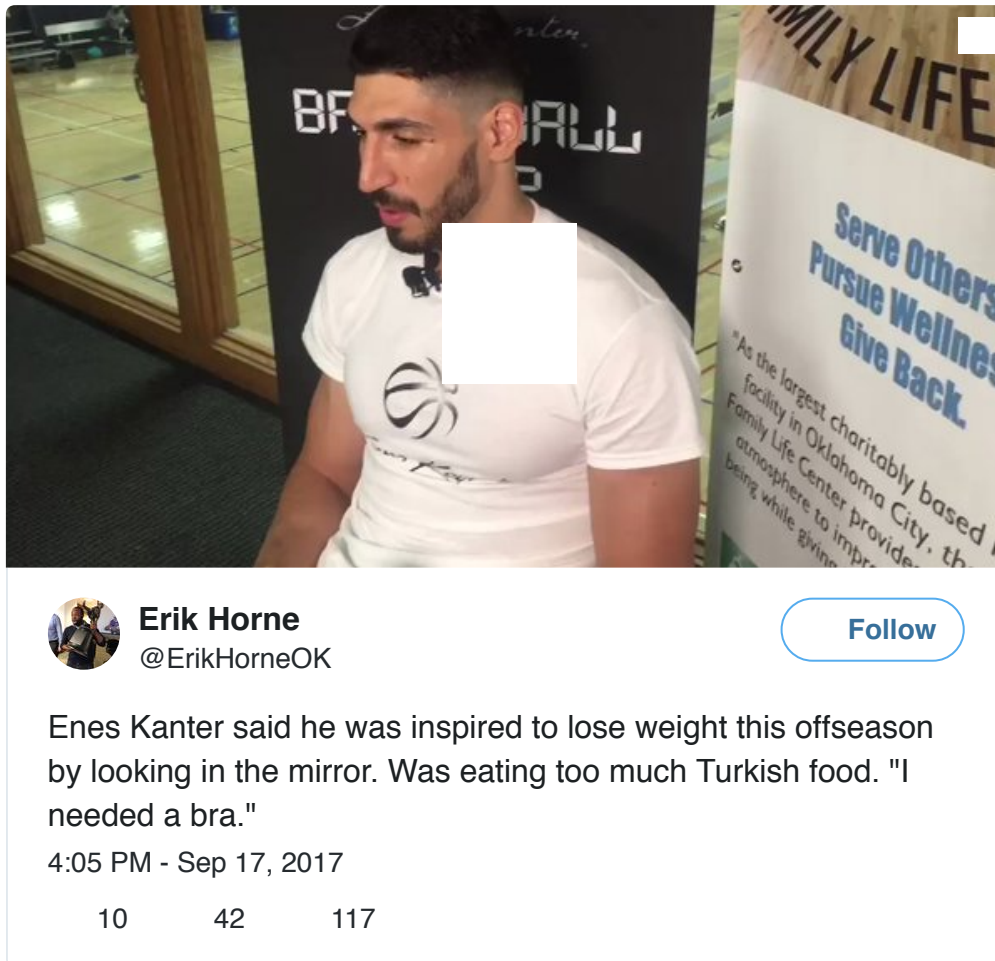 MILY LIFE
Serve Others
Pursue Wellnes
Give Back.
"As the largest charitably based
facility in Oklahoma City, th
Family Life Center provide
atmosphere to impr
being while giving
Erik Horne
@ErikHorneOK
Follow
Enes Kanter said he was inspired to lose weight this offseason
by looking in the mirror. Was eating too much Turkish food. "I
needed a bra."
4:05 PM - Sep 17, 2017
10 42 117